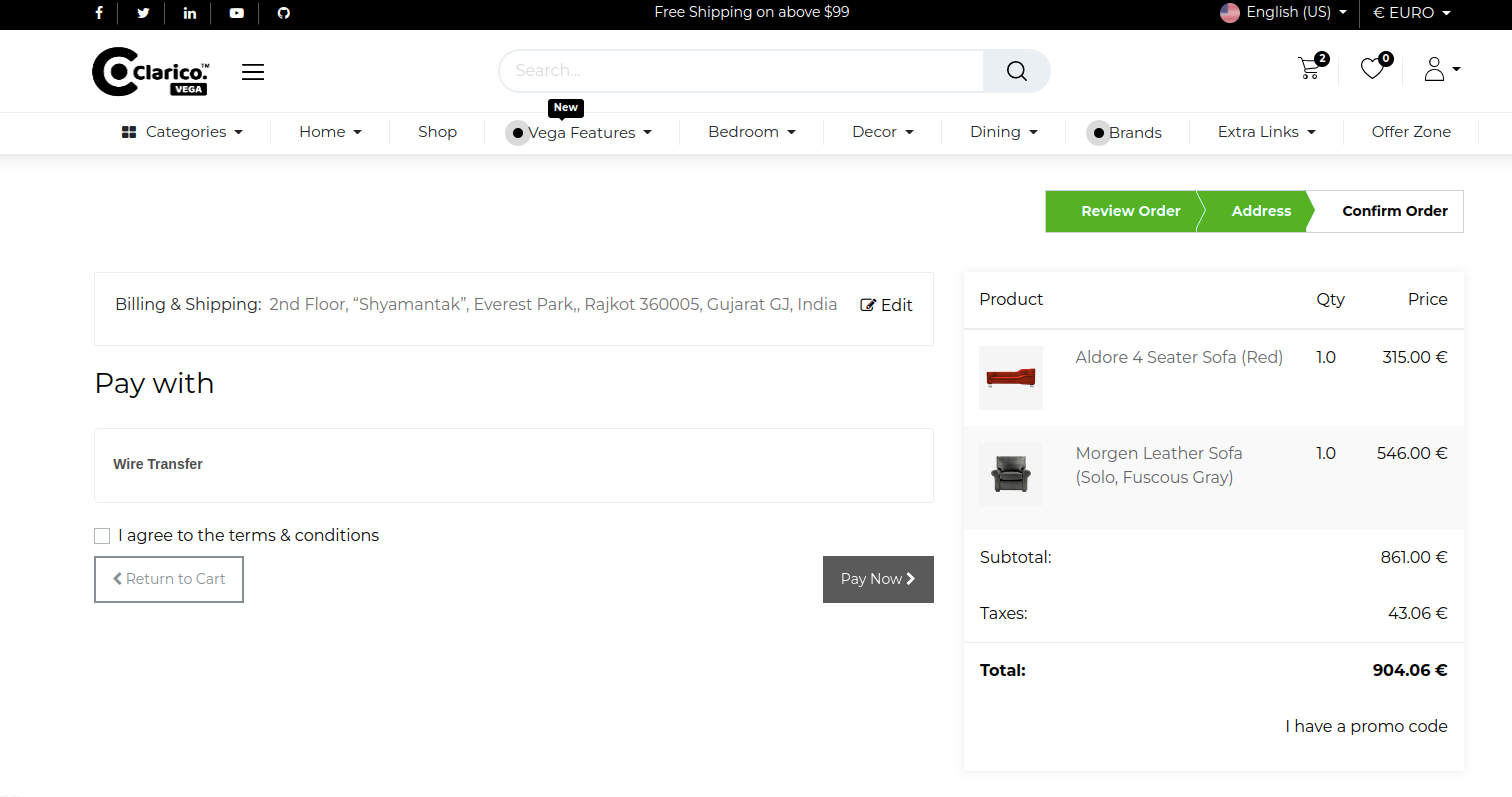 Free Shipping on above $99
English (US)
€ EURO
Clarico.™
VEGA
Search...
2
0
New
Categories
Home
Shop
Vega Features
Bedroom
Decor
Dining
Brands
Extra Links
Offer Zone
Review Order
Address
Confirm Order
Billing & Shipping: 2nd Floor, “Shyamantak”, Everest Park,, Rajkot 360005, Gujarat GJ, India
Edit
Pay with
Wire Transfer
I agree to the terms & conditions
Return to Cart
Pay Now
Product Qty Price
Aldore 4 Seater Sofa (Red) 1.0 315.00 €
Morgen Leather Sofa 1.0 546.00 €
(Solo, Fuscous Gray)
Subtotal: 861.00 €
Taxes: 43.06 €
Total: 904.06 €
I have a promo code